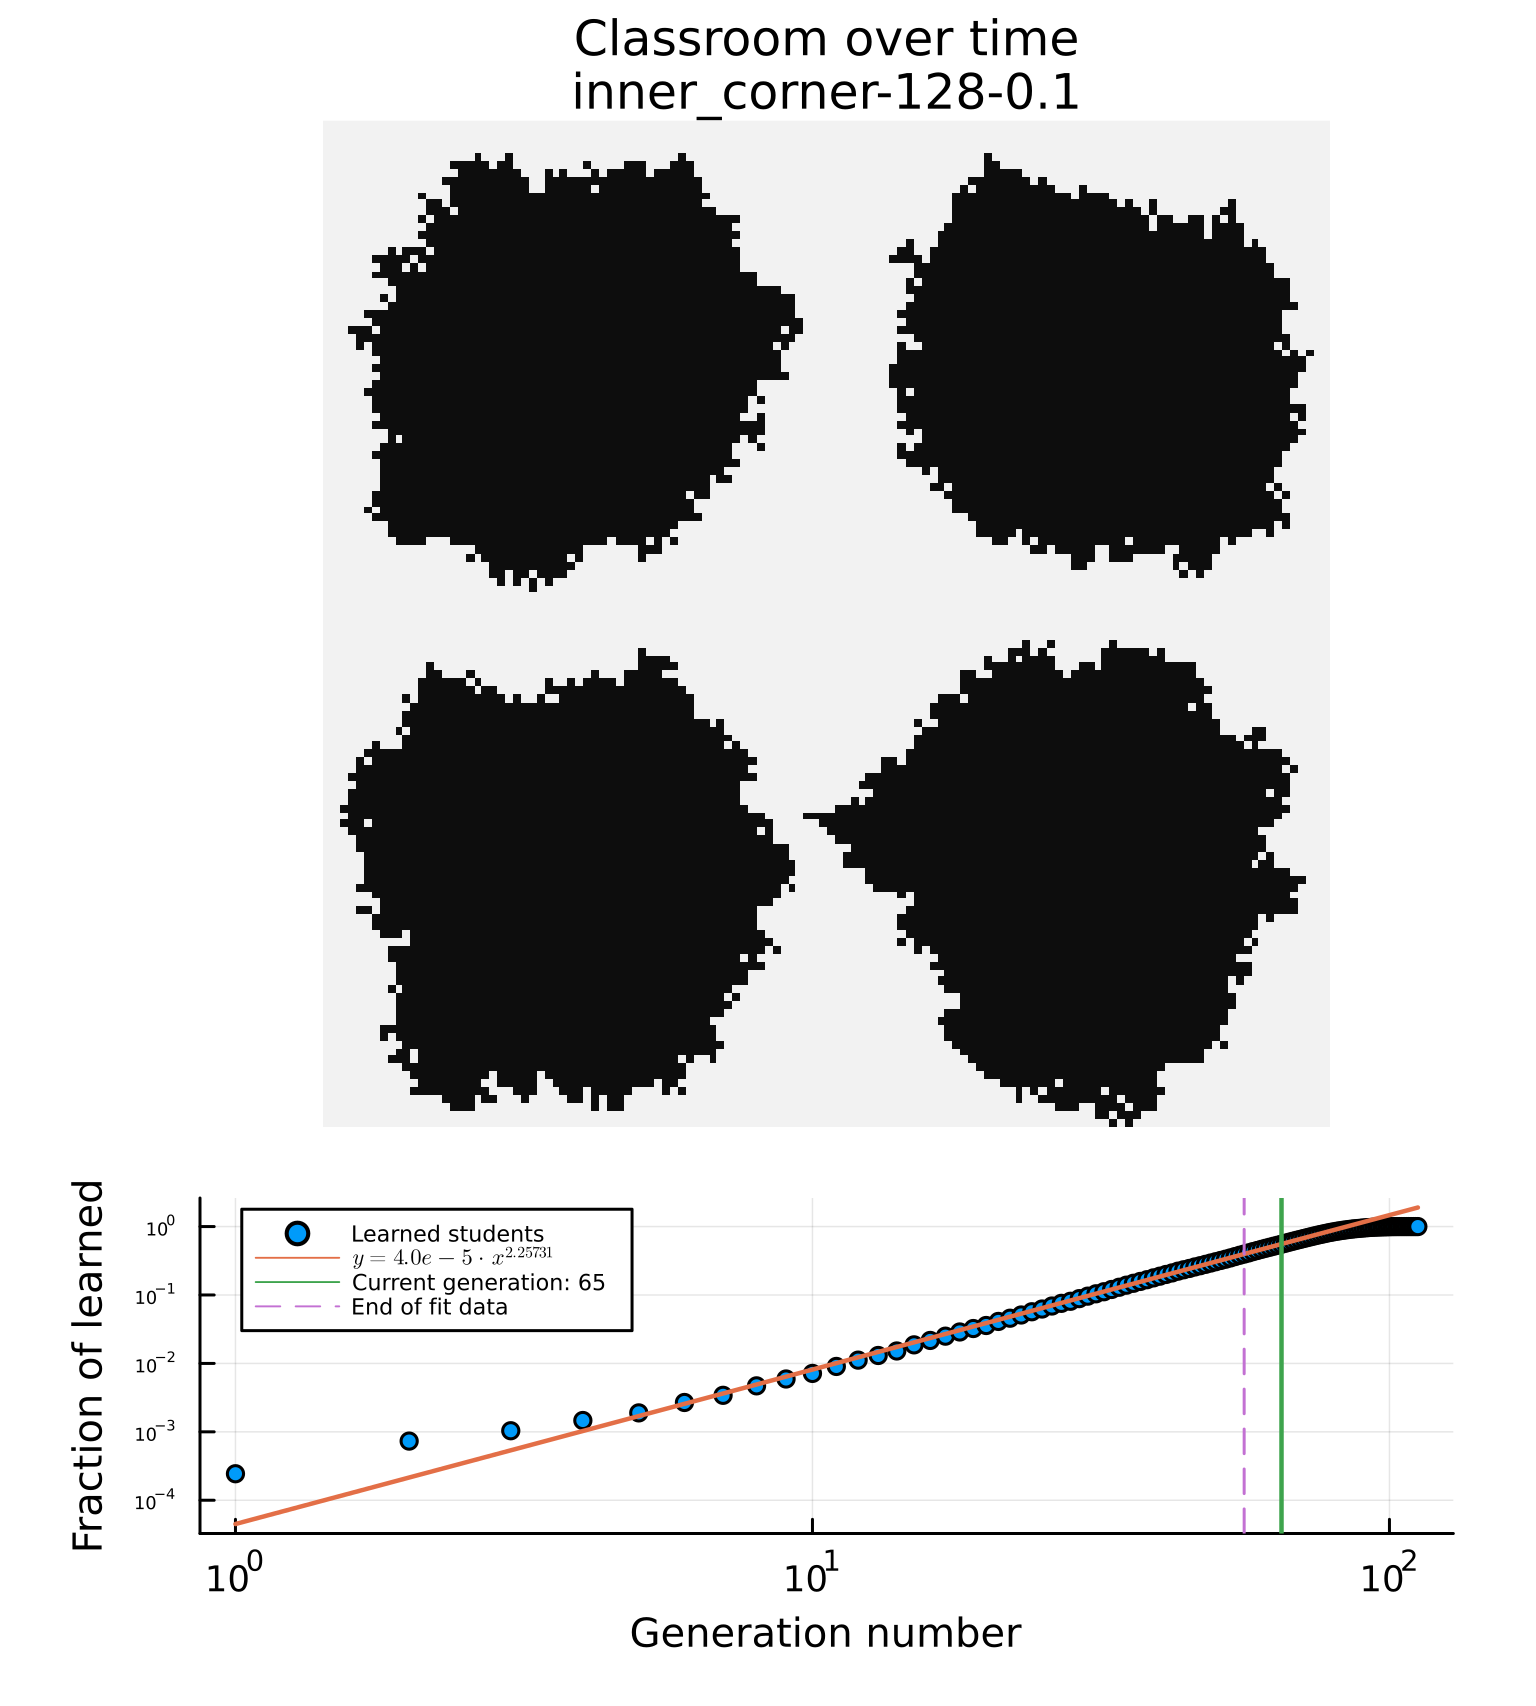 Classroom over time
inner_corner-128-0.1
Fraction of learned
10^0
10^-1
10^-2
10^-3
10^-4
Learned students
y = 4.0e − 5 · x^2.25731
Current generation: 65
End of fit data
10^0 10^1 10^2
Generation number